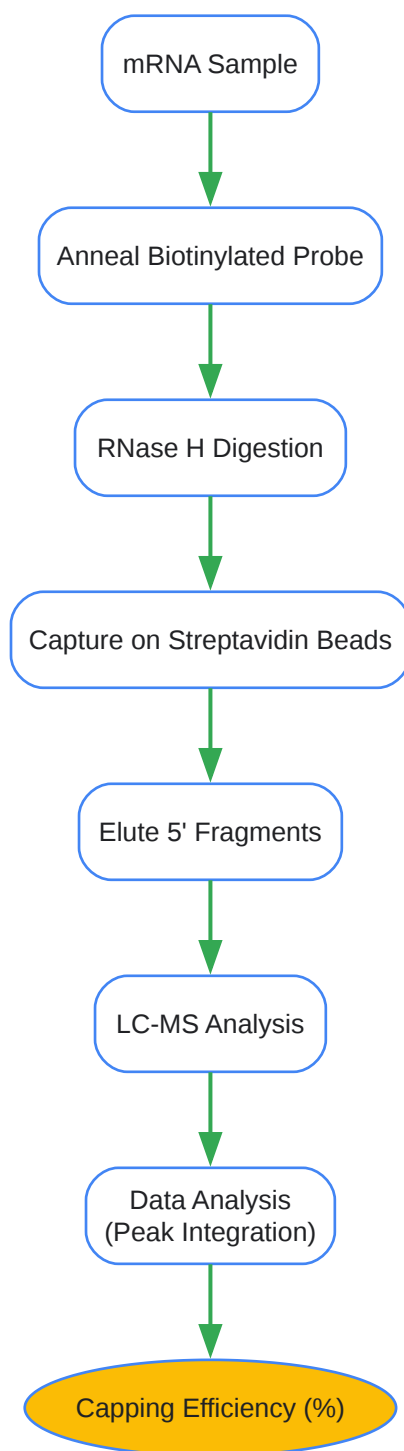 mRNA Sample
Anneal Biotinylated Probe
RNase H Digestion
Capture on Streptavidin Beads
Elute 5' Fragments
LC-MS Analysis
Data Analysis
(Peak Integration)
Capping Efficiency (%)